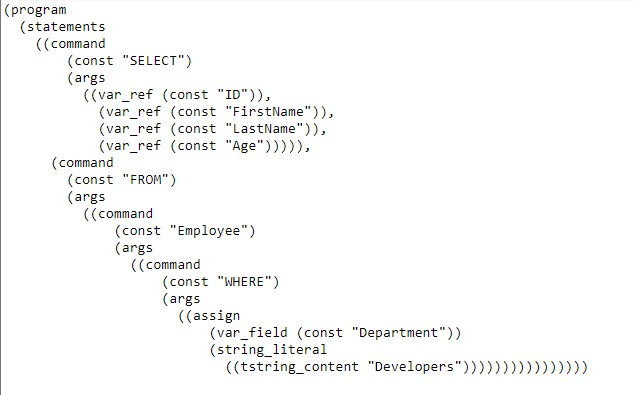 (program
  (statements
    ((command
        (const "SELECT")
        (args
          ((var_ref (const "ID")),
            (var_ref (const "FirstName")),
            (var_ref (const "LastName")),
            (var_ref (const "Age"))))),
      (command
        (const "FROM")
        (args
          ((command
              (const "Employee")
              (args
                ((command
                    (const "WHERE")
                    (args
                      ((assign
                          (var_field (const "Department"))
                          (string_literal
                            ((tstring_content "Developers"))))))))))))))))